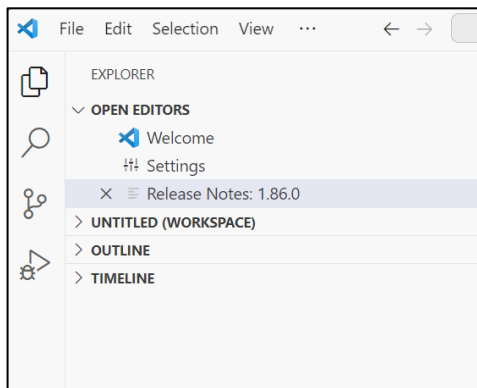 File Edit Selection View ...
EXPLORER
OPEN EDITORS
Welcome
Settings
Release Notes: 1.86.0
UNTITLED (WORKSPACE)
OUTLINE
TIMELINE